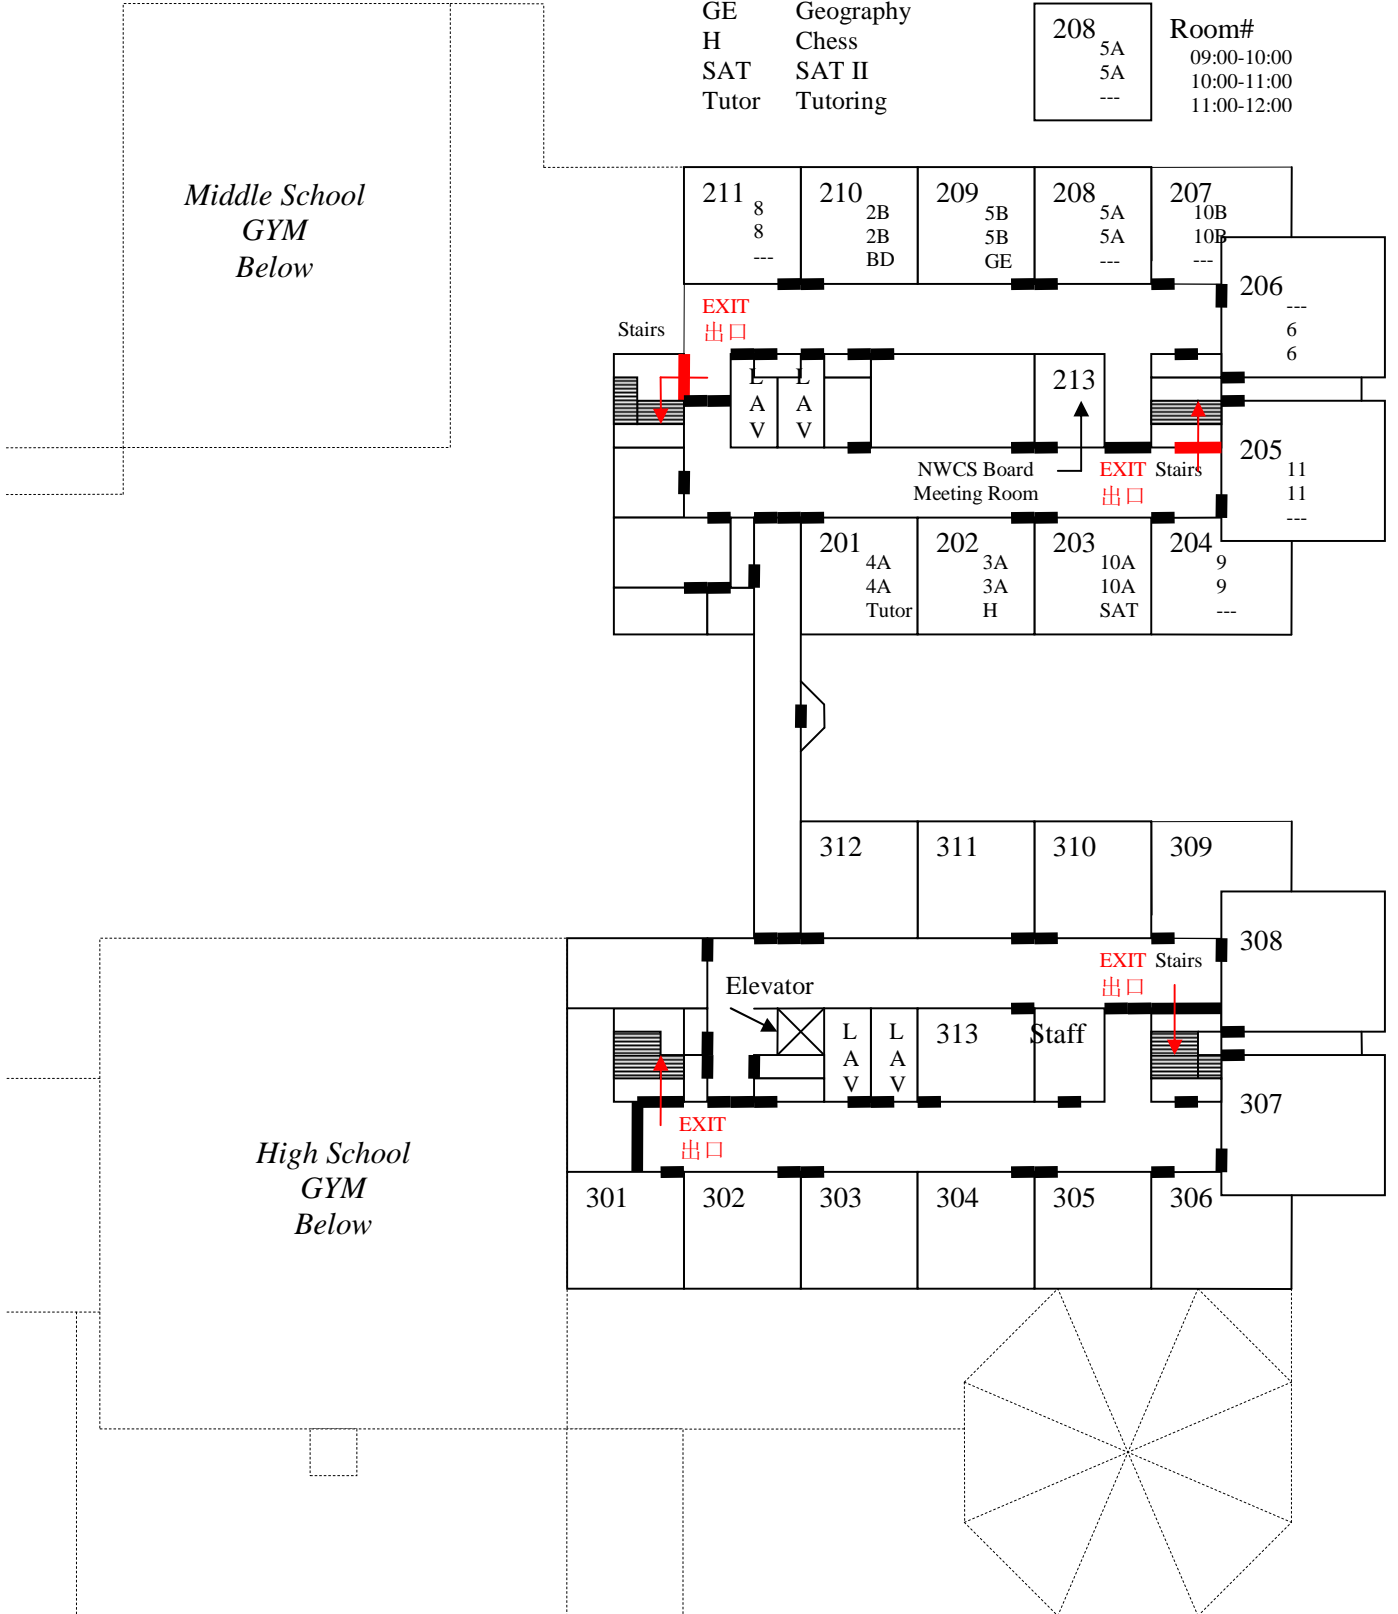 GE Geography
H Chess
SAT SAT II
Tutor Tutoring
208
5A
5A
---
Room#
09:00-10:00
10:00-11:00
11:00-12:00
Middle School
GYM
Below
211
8
8
---
210
2B
2B
BD
209
5B
5B
GE
208
5A
5A
---
207
10B
10B
---
206
---
6
6
Stairs
EXIT
出口
L
A
V
L
A
V
213
205
11
11
---
NWCS Board
Meeting Room
EXIT Stairs
出口
201
4A
4A
Tutor
202
3A
3A
H
203
10A
10A
SAT
204
9
9
---
312
311
310
309
308
EXIT Stairs
出口
Elevator
L
A
V
L
A
V
313
Staff
307
EXIT
出口
High School
GYM
Below
301
302
303
304
305
306